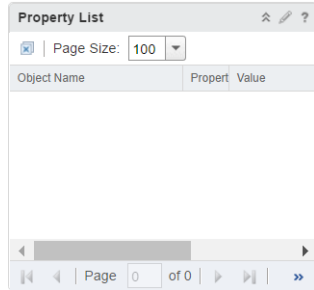 Property List ?
Page Size: 100
Object Name Propert Value
Page 0 of 0 »